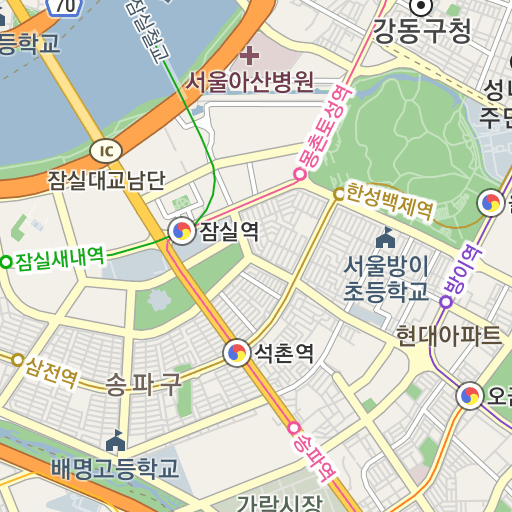 70
잠실철교
강동구청
등학교
서울아산병원
성나
주민
몽촌토성역
IC
잠실대교남단
한성백제역
올
잠실역
방이역
잠실새내역
서울방이
초등학교
현대아파트
석촌역
삼전역
송파구
오금
송파역
배명고등학교
가락시장